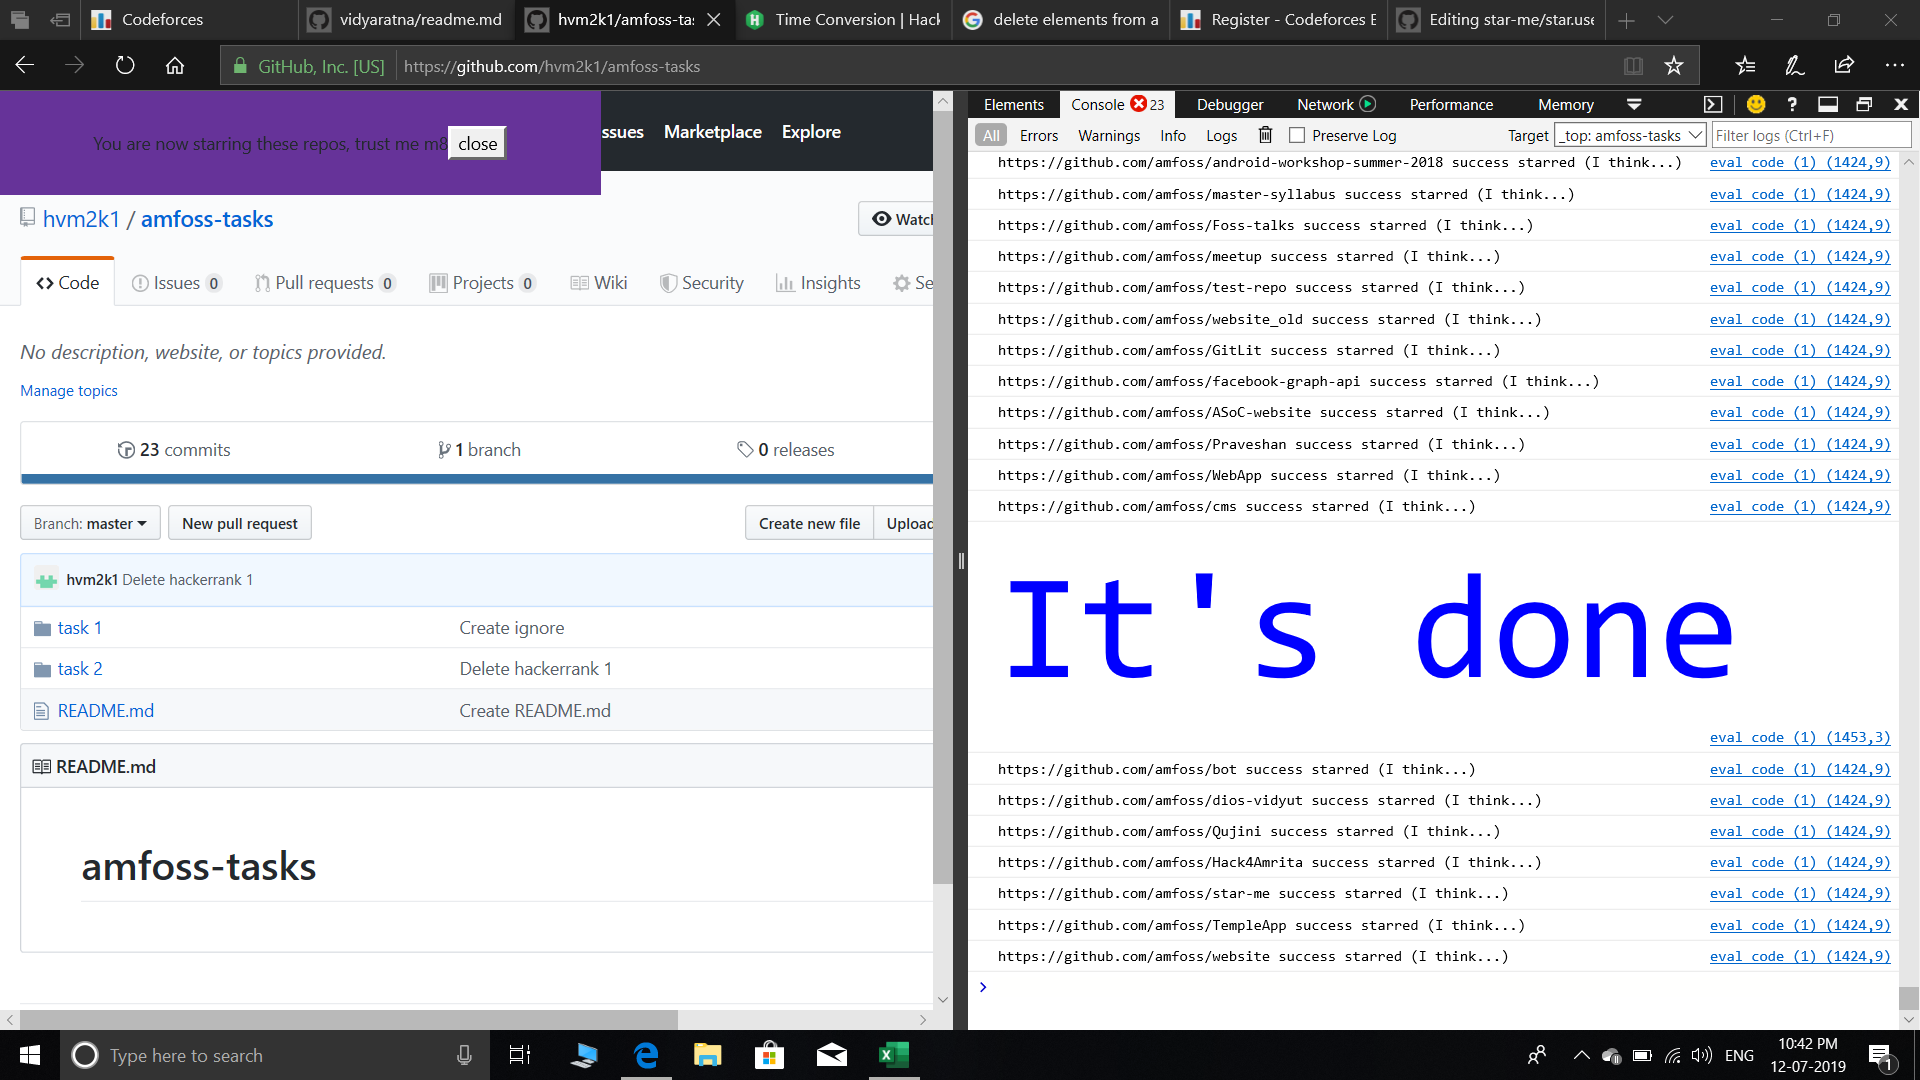 Codeforces
vidyaratna/readme.md
hvm2k1/amfoss-tas
Time Conversion | Hack
delete elements from a
Register - Codeforces E
Editing star-me/star.use
GitHub, Inc. [US]
https://github.com/hvm2k1/amfoss-tasks
You are now starring these repos, trust me m8
close
ssues
Marketplace
Explore
hvm2k1 / amfoss-tasks
Watch
Code
Issues 0
Pull requests 0
Projects 0
Wiki
Security
Insights
Se
No description, website, or topics provided.
Manage topics
23 commits
1 branch
0 releases
Branch: master
New pull request
Create new file
Upload
hvm2k1 Delete hackerrank 1
task 1
Create ignore
task 2
Delete hackerrank 1
README.md
Create README.md
README.md
amfoss-tasks
Elements
Console
23
Debugger
Network
Performance
Memory
?
All
Errors
Warnings
Info
Logs
Preserve Log
Target
_top: amfoss-tasks
Filter logs (Ctrl+F)
https://github.com/amfoss/android-workshop-summer-2018 success starred (I think...) eval code (1) (1424,9)
https://github.com/amfoss/master-syllabus success starred (I think...) eval code (1) (1424,9)
https://github.com/amfoss/Foss-talks success starred (I think...) eval code (1) (1424,9)
https://github.com/amfoss/meetup success starred (I think...) eval code (1) (1424,9)
https://github.com/amfoss/test-repo success starred (I think...) eval code (1) (1424,9)
https://github.com/amfoss/website_old success starred (I think...) eval code (1) (1424,9)
https://github.com/amfoss/GitLit success starred (I think...) eval code (1) (1424,9)
https://github.com/amfoss/facebook-graph-api success starred (I think...) eval code (1) (1424,9)
https://github.com/amfoss/ASoC-website success starred (I think...) eval code (1) (1424,9)
https://github.com/amfoss/Praveshan success starred (I think...) eval code (1) (1424,9)
https://github.com/amfoss/WebApp success starred (I think...) eval code (1) (1424,9)
https://github.com/amfoss/cms success starred (I think...) eval code (1) (1424,9)
It's done
eval code (1) (1453,3)
https://github.com/amfoss/bot success starred (I think...) eval code (1) (1424,9)
https://github.com/amfoss/dios-vidyut success starred (I think...) eval code (1) (1424,9)
https://github.com/amfoss/Qujini success starred (I think...) eval code (1) (1424,9)
https://github.com/amfoss/Hack4Amrita success starred (I think...) eval code (1) (1424,9)
https://github.com/amfoss/star-me success starred (I think...) eval code (1) (1424,9)
https://github.com/amfoss/TempleApp success starred (I think...) eval code (1) (1424,9)
https://github.com/amfoss/website success starred (I think...) eval code (1) (1424,9)
Type here to search
ENG
10:42 PM
12-07-2019
1